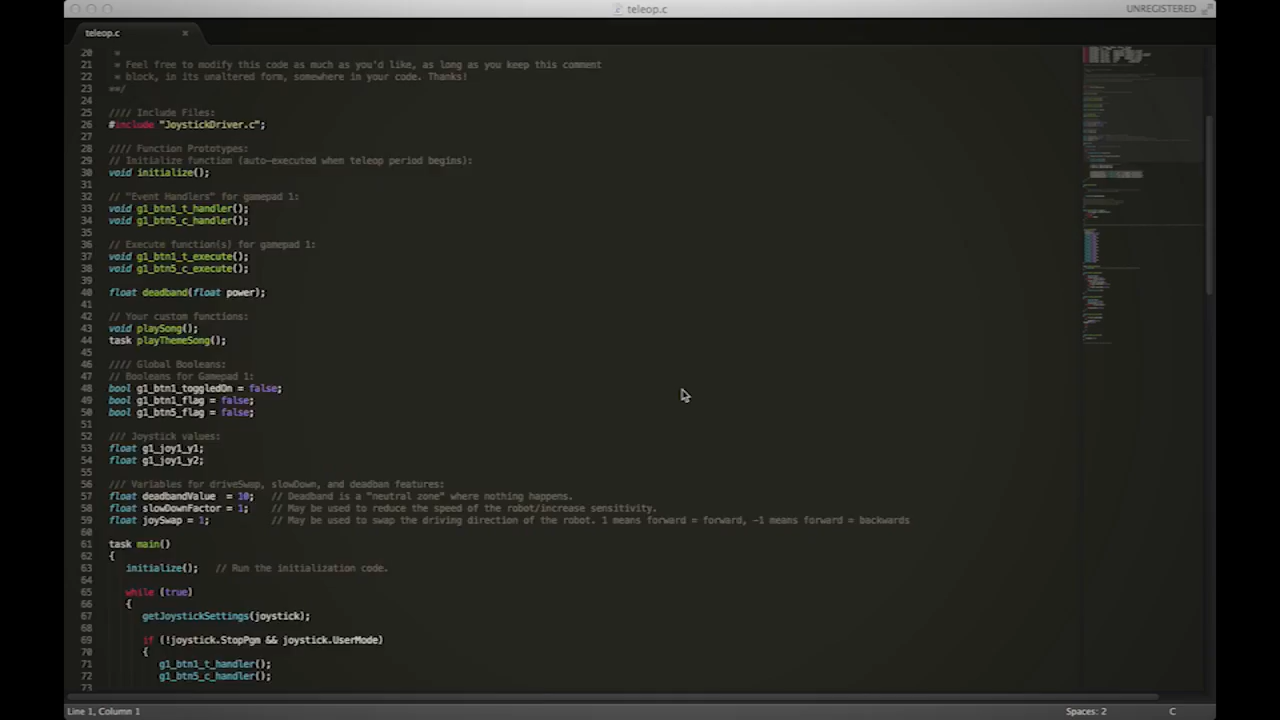 teleop.c
UNREGISTERED
teleop.c ×
20 *
21 * Feel free to modify this code as much as you'd like, as long as you keep this comment
22 * block, in its unaltered form, somewhere in your code. Thanks!
23 **/
24
25 //// Include Files:
26 #include "JoystickDriver.c";
27
28 //// Function Prototypes:
29 // Initialize function (auto-executed when teleop period begins):
30 void initialize();
31
32 // "Event Handlers" for gamepad 1:
33 void g1_btn1_t_handler();
34 void g1_btn5_c_handler();
35
36 // Execute function(s) for gamepad 1:
37 void g1_btn1_t_execute();
38 void g1_btn5_c_execute();
39
40 float deadband(float power);
41
42 // Your custom functions:
43 void playSong();
44 task playThemeSong();
45
46 //// Global Booleans:
47 // Booleans for Gamepad 1:
48 bool g1_btn1_toggledOn = false;
49 bool g1_btn1_flag = false;
50 bool g1_btn5_flag = false;
51
52 /// Joystick values:
53 float g1_joy1_y1;
54 float g1_joy1_y2;
55
56 /// Variables for driveSwap, slowDown, and deadban features:
57 float deadbandValue = 10; // Deadband is a "neutral zone" where nothing happens.
58 float slowDownFactor = 1; // May be used to reduce the speed of the robot/increase sensitivity.
59 float joySwap = 1; // May be used to swap the driving direction of the robot. 1 means forward = forward, -1 means forward = backwards
60
61 task main()
62 {
63 initialize(); // Run the initialization code.
64
65 while (true)
66 {
67 getJoystickSettings(joystick);
68
69 if (!joystick.StopPgm && joystick.UserMode)
70 {
71 g1_btn1_t_handler();
72 g1_btn5_c_handler();
73
Line 1, Column 1
Spaces: 2
C